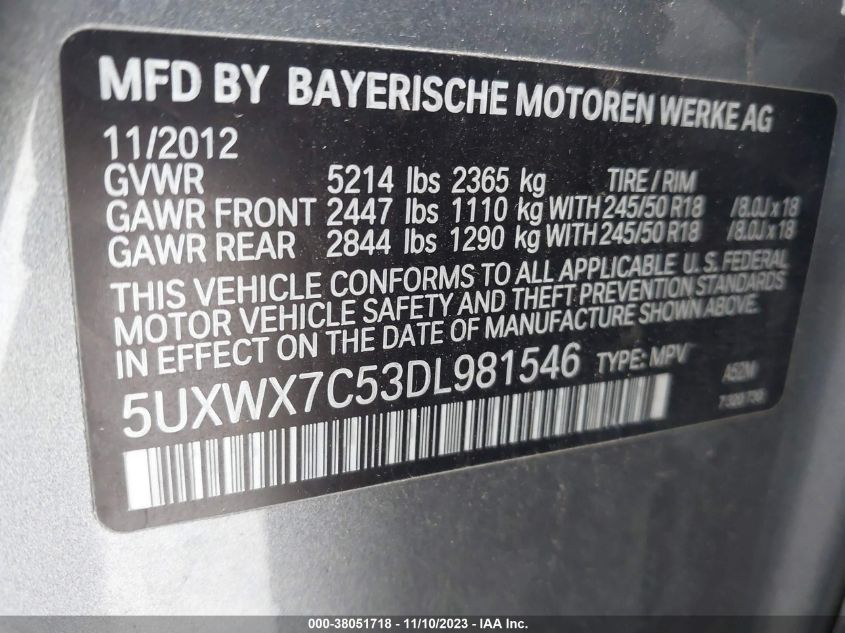 MFD BY BAYERISCHE MOTOREN WERKE AG
11/2012
GVWR 5214 lbs 2365 kg TIRE / RIM
GAWR FRONT 2447 lbs 1110 kg WITH 245/50 R18 /8.0J x 18
GAWR REAR 2844 lbs 1290 kg WITH 245/50 R18 /8.0J x 18
THIS VEHICLE CONFORMS TO ALL APPLICABLE U.S. FEDERAL
MOTOR VEHICLE SAFETY AND THEFT PREVENTION STANDARDS
IN EFFECT ON THE DATE OF MANUFACTURE SHOWN ABOVE.
5UXWX7C53DL981546 TYPE: MPV
000-38051718 - 11/10/2023 - IAA, Inc.